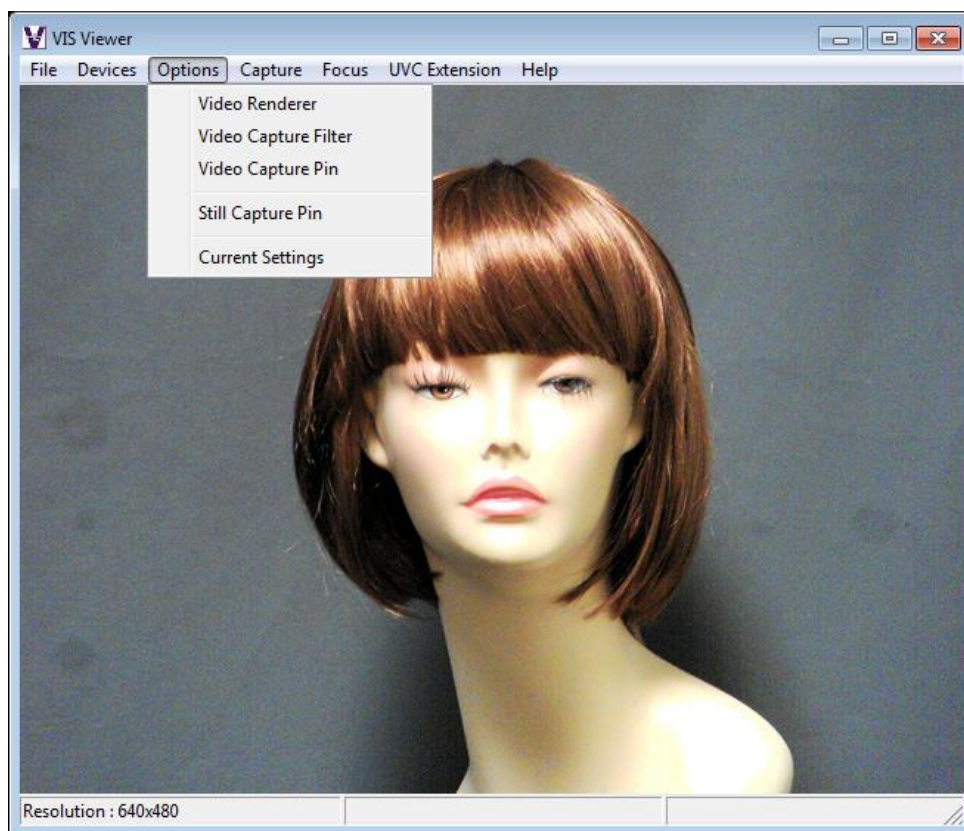 VIS Viewer
File Devices Options Capture Focus UVC Extension Help
Video Renderer
Video Capture Filter
Video Capture Pin
Still Capture Pin
Current Settings
Resolution : 640x480